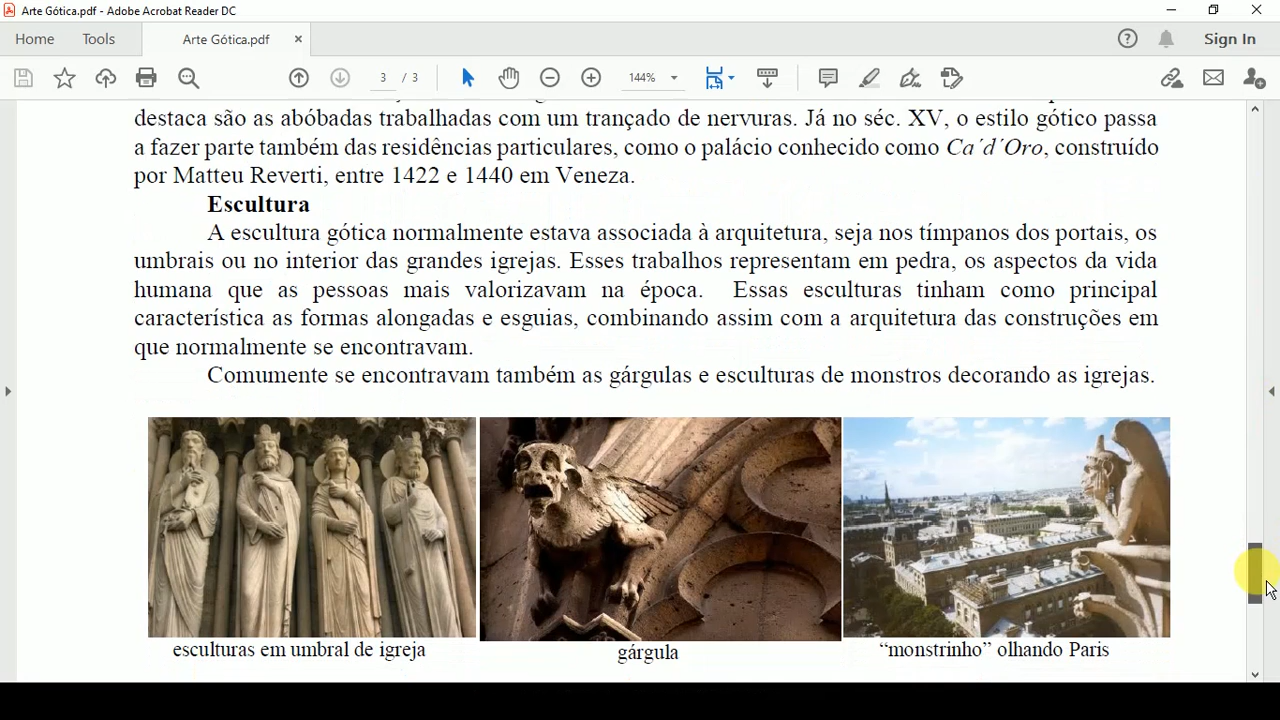 Arte Gótica.pdf - Adobe Acrobat Reader DC
Home Tools Arte Gótica.pdf Sign In
3 / 3 144%
destaca são as abóbadas trabalhadas com um trançado de nervuras. Já no séc. XV, o estilo gótico passa
a fazer parte também das residências particulares, como o palácio conhecido como Ca´d´Oro, construído
por Matteu Reverti, entre 1422 e 1440 em Veneza.
Escultura
A escultura gótica normalmente estava associada à arquitetura, seja nos tímpanos dos portais, os
umbrais ou no interior das grandes igrejas. Esses trabalhos representam em pedra, os aspectos da vida
humana que as pessoas mais valorizavam na época. Essas esculturas tinham como principal
característica as formas alongadas e esguias, combinando assim com a arquitetura das construções em
que normalmente se encontravam.
Comumente se encontravam também as gárgulas e esculturas de monstros decorando as igrejas.
esculturas em umbral de igreja
gárgula
“monstrinho” olhando Paris